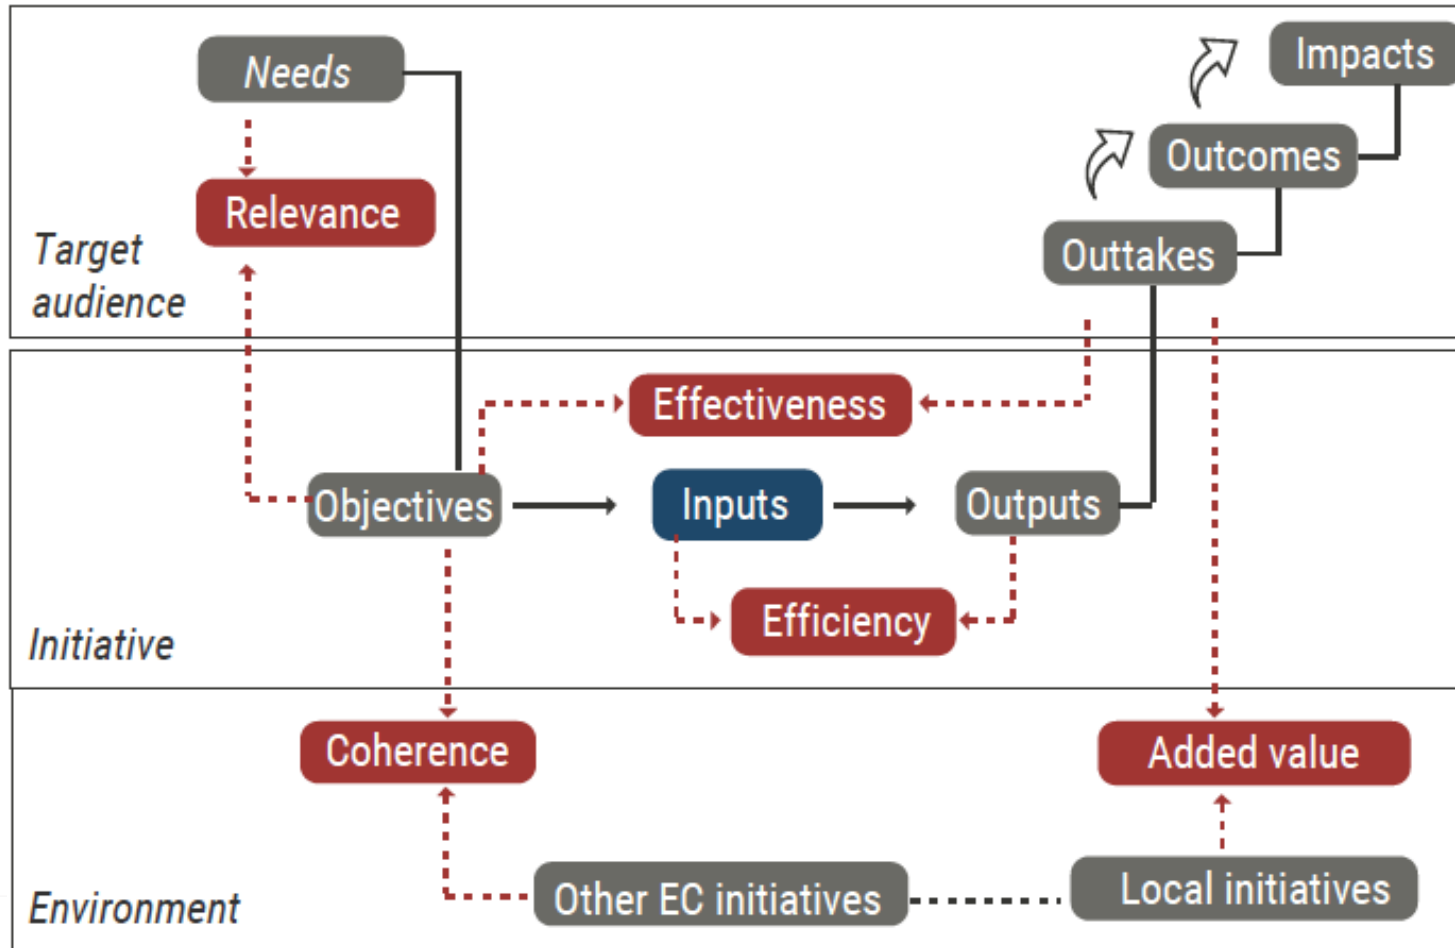 Needs
Impacts
Outcomes
Relevance
Outtakes
Target
audience
Effectiveness
Objectives
Inputs
Outputs
Efficiency
Initiative
Coherence
Added value
Other EC initiatives
Local initiatives
Environment